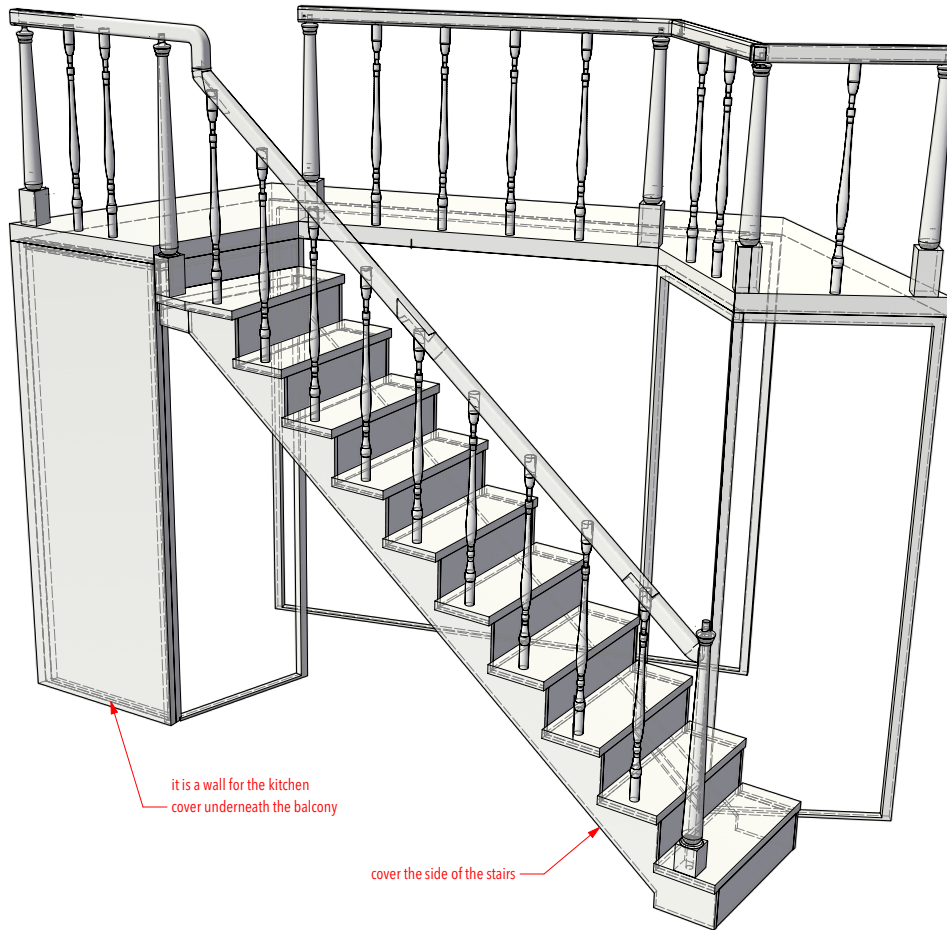 it is a wall for the kitchen
cover underneath the balcony
cover the side of the stairs